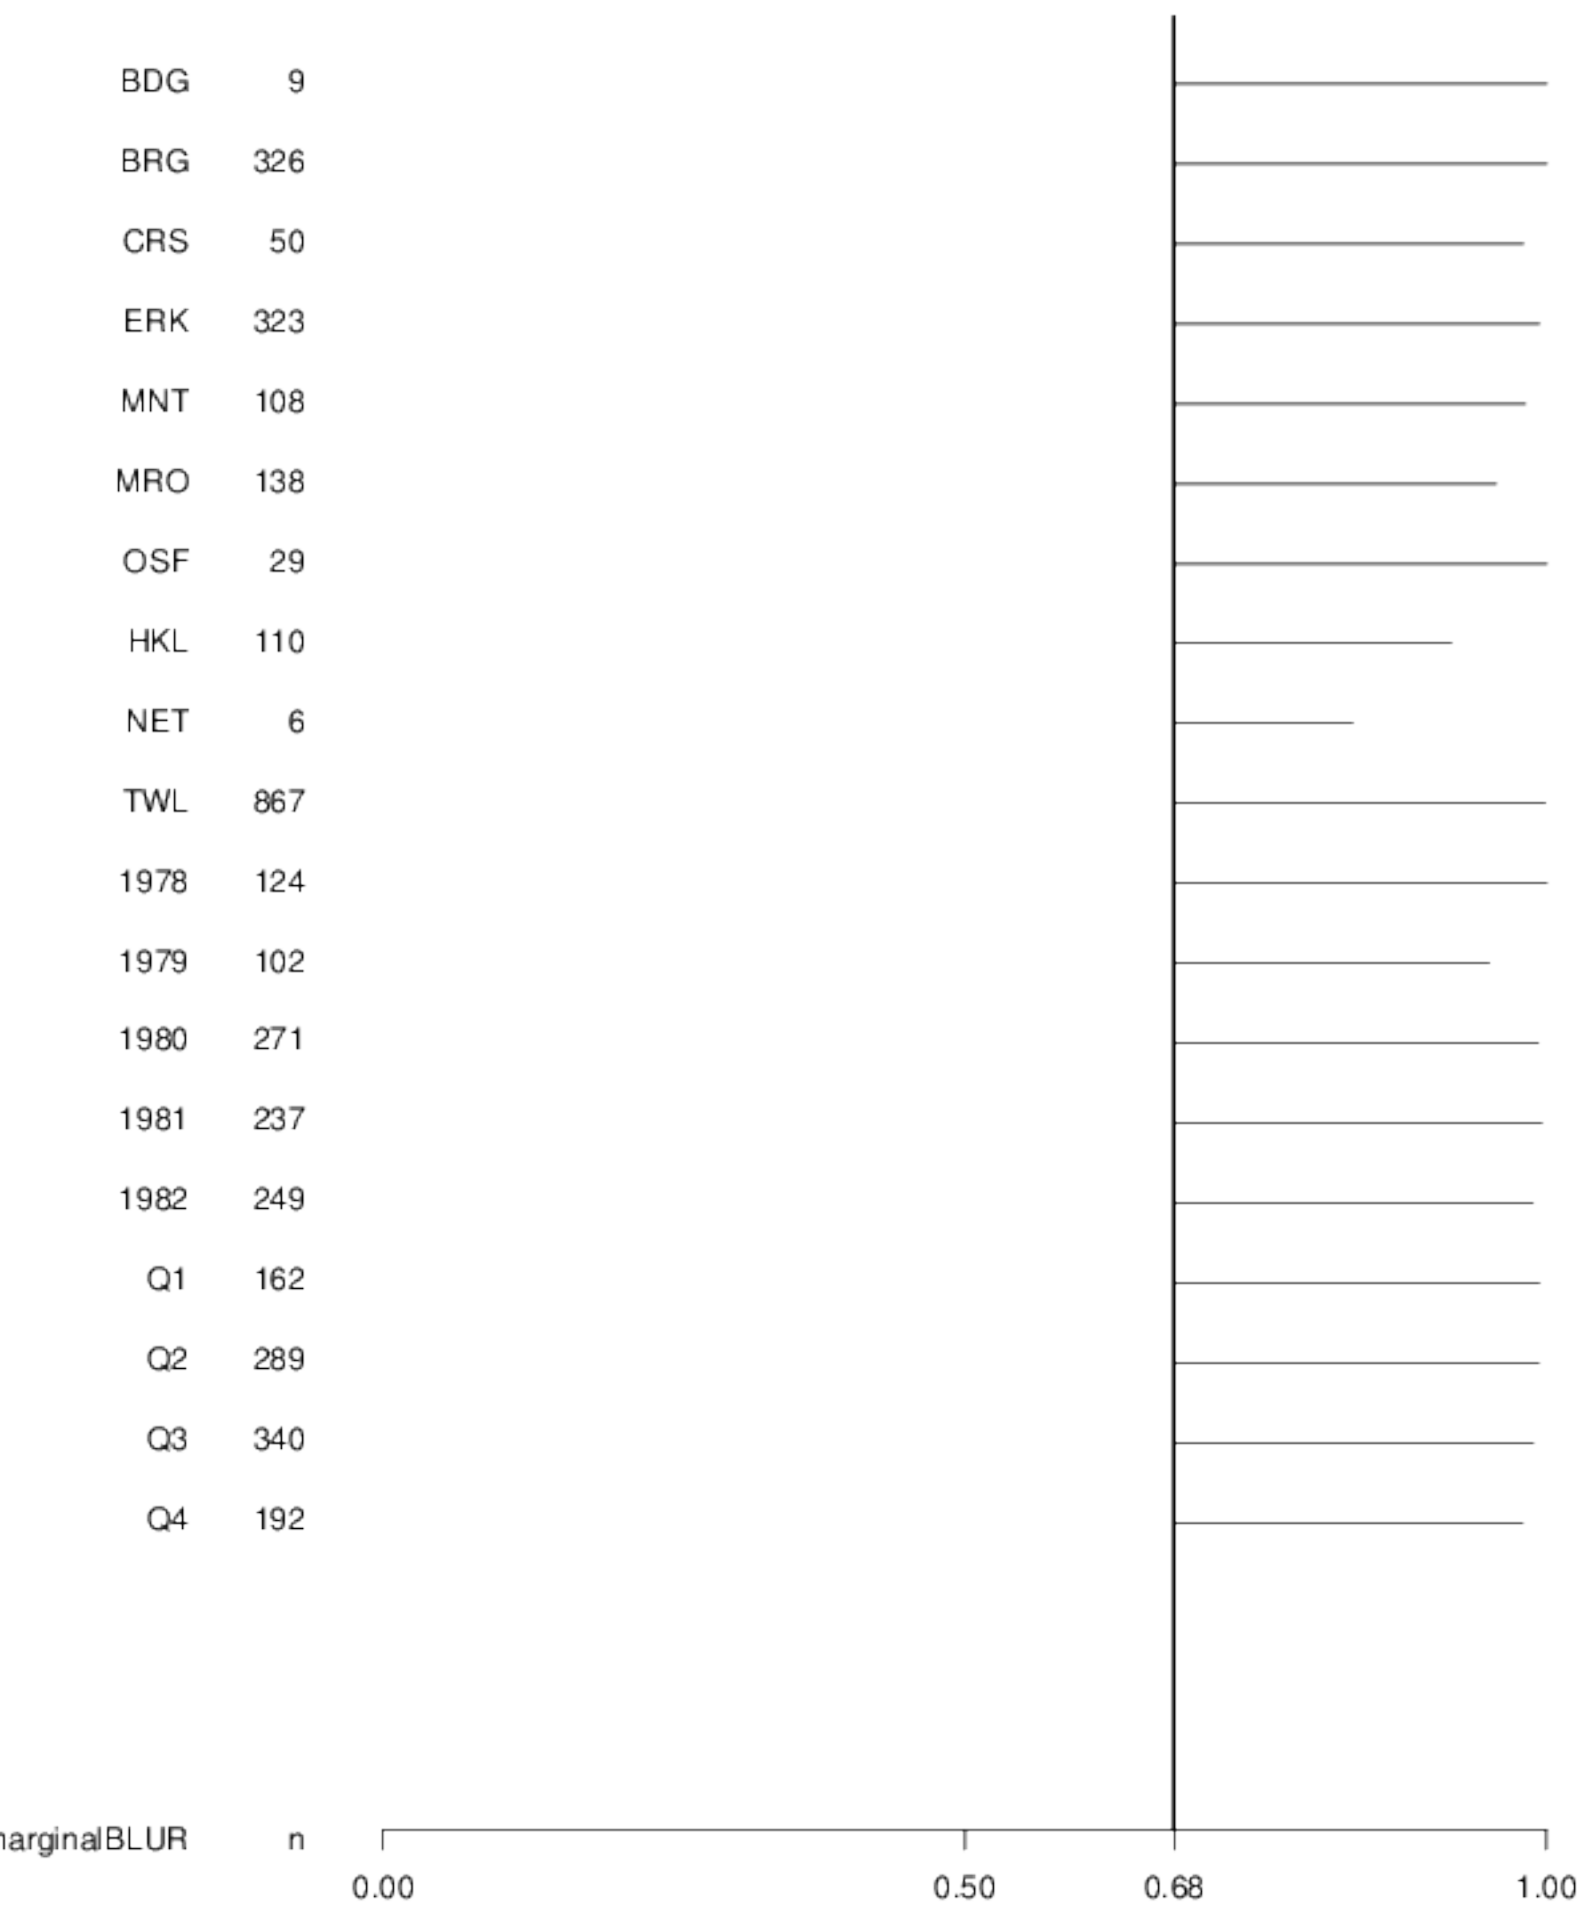 BDG 9
BRG 326
CRS 50
ERK 323
MNT 108
MRO 138
OSF 29
HKL 110
NET 6
TWL 867
1978 124
1979 102
1980 271
1981 237
1982 249
Q1 162
Q2 289
Q3 340
Q4 192
arginalBLUR n
0.00 0.50 0.68 1.00